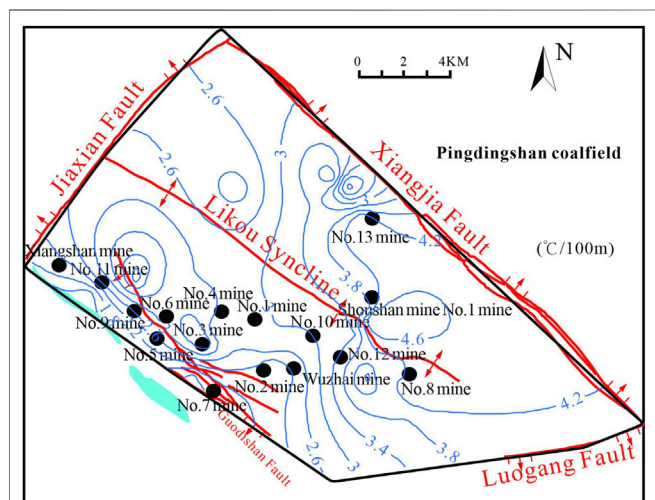 0 2 4KM
N
2.6
Jiaxian Fault
Xiangjia Fault
Pingdingshan coalfield
3
2.6
3
(℃/100m)
Likou Syncline
No.13 mine
4.2
Xiangshan mine
No.11 mine
3.8
No.6 mine
No.4 mine
No.1 mine
Shoushan mine No.1 mine
No.9 mine
No.3 mine
No.10 mine
4.6
No.5 mine
No.12 mine
No.2 mine
Wuzhai mine
No.8 mine
No.7 mine
4.2
Guodishan Fault
3.4
3.8
2.6
3
Luogang Fault